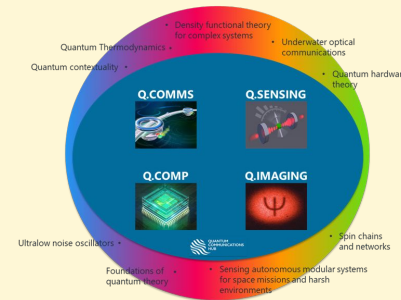 • Density functional theory
for complex systems
Quantum Thermodynamics •
• Underwater optical
communications
Quantum contextuality •
• Quantum hardwar
theory
Q.COMMS
Q.SENSING
Q.COMP
Q.IMAGING
Ψ
QUANTUM
COMMUNICATIONS
HUB
Ultralow noise oscillators •
• Spin chains
and networks
Foundations of •
quantum theory
• Sensing autonomous modular systems
for space missions and harsh
environments